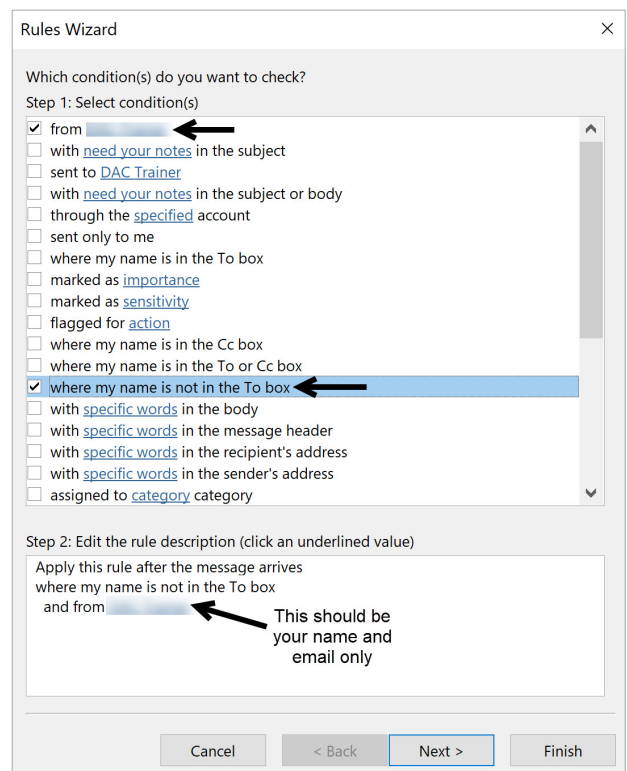 Rules Wizard
Which condition(s) do you want to check?
Step 1: Select condition(s)
from
with need your notes in the subject
sent to DAC Trainer
with need your notes in the subject or body
through the specified account
sent only to me
where my name is in the To box
marked as importance
marked as sensitivity
flagged for action
where my name is in the Cc box
where my name is in the To or Cc box
where my name is not in the To box
with specific words in the body
with specific words in the message header
with specific words in the recipient's address
with specific words in the sender's address
assigned to category category
Step 2: Edit the rule description (click an underlined value)
Apply this rule after the message arrives
where my name is not in the To box
and from
This should be
your name and
email only
Cancel
< Back
Next >
Finish